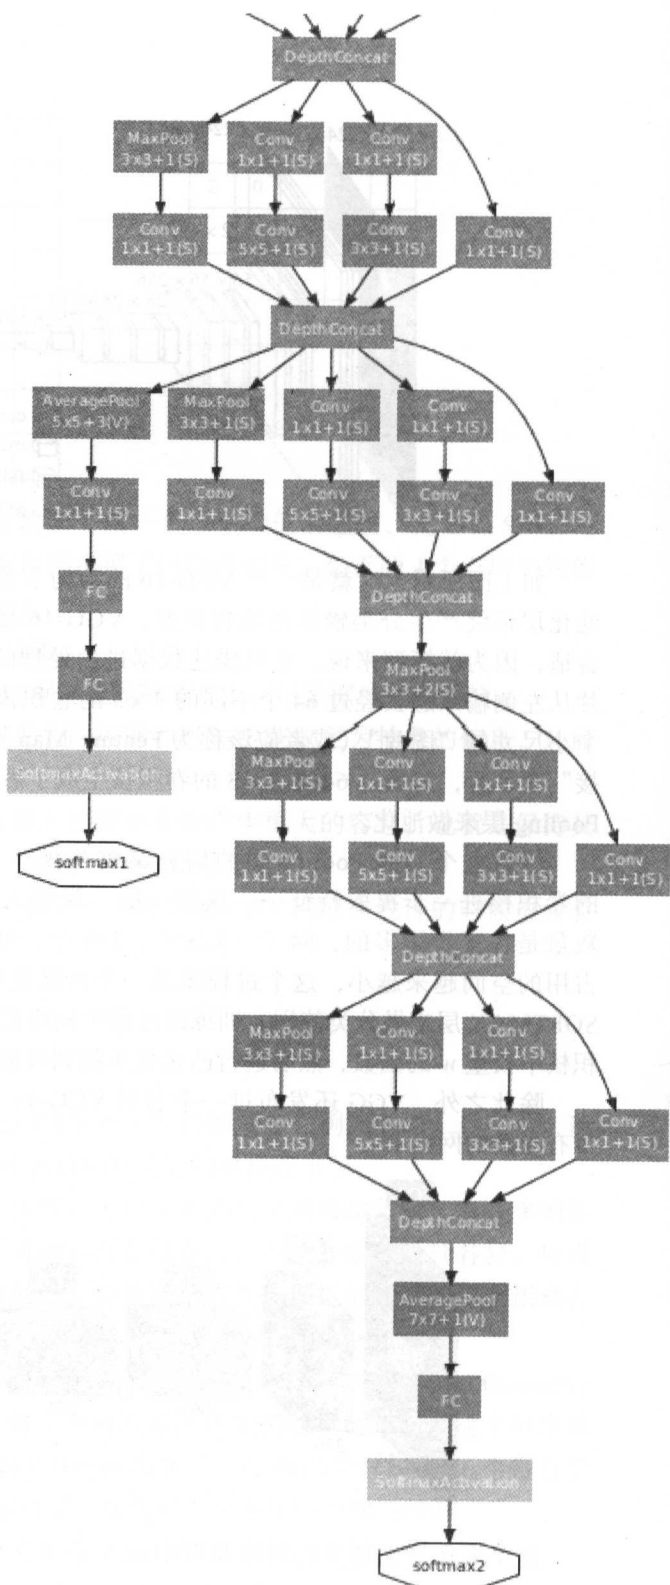 DepthConcat
MaxPool
3x3+1(S)
Conv
1x1+1(S)
Conv
1x1+1(S)
Conv
1x1+1(S)
Conv
5x5+1(S)
Conv
3x3+1(S)
Conv
1x1+1(S)
DepthConcat
AveragePool
5x5+3(V)
MaxPool
3x3+1(S)
Conv
1x1+1(S)
Conv
1x1+1(S)
Conv
1x1+1(S)
Conv
1x1+1(S)
Conv
5x5+1(S)
Conv
3x3+1(S)
Conv
1x1+1(S)
FC
DepthConcat
FC
MaxPool
3x3+2(S)
SoftmaxActivation
MaxPool
3x3+1(S)
Conv
1x1+1(S)
Conv
1x1+1(S)
softmax1
Conv
1x1+1(S)
Conv
5x5+1(S)
Conv
3x3+1(S)
Conv
1x1+1(S)
DepthConcat
MaxPool
3x3+1(S)
Conv
1x1+1(S)
Conv
1x1+1(S)
Conv
1x1+1(S)
Conv
5x5+1(S)
Conv
3x3+1(S)
Conv
1x1+1(S)
DepthConcat
AveragePool
7x7+1(V)
FC
SoftmaxActivation
softmax2